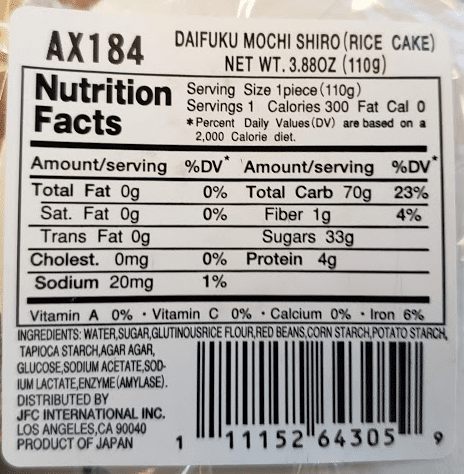 AX184
DAIFUKU MOCHI SHIRO (RICE CAKE)
NET WT. 3.88OZ (110g)
Nutrition
Facts
Serving Size 1piece (110g)
Servings 1 Calories 300 Fat Cal 0
*Percent Daily Values (DV) are based on a
2,000 Calorie diet.
Amount/serving %DV* Amount/serving %DV*
Total Fat 0g 0% Total Carb 70g 23%
Sat. Fat 0g 0% Fiber 1g 4%
Trans Fat 0g Sugars 33g
Cholest. 0mg 0% Protein 4g
Sodium 20mg 1%
Vitamin A 0% · Vitamin C 0% · Calcium 0% · Iron 6%
INGREDIENTS: WATER,SUGAR,GLUTINOUSRICE FLOUR,RED BEANS,CORN STARCH,POTATO STARCH,
TAPIOCA STARCH,AGAR AGAR,
GLUCOSE,SODIUM ACETATE,SOD-
IUM LACTATE,ENZYME(AMYLASE).
DISTRIBUTED BY
JFC INTERNATIONAL INC.
LOS ANGELES,CA 90040
PRODUCT OF JAPAN
1 11152 64305 9